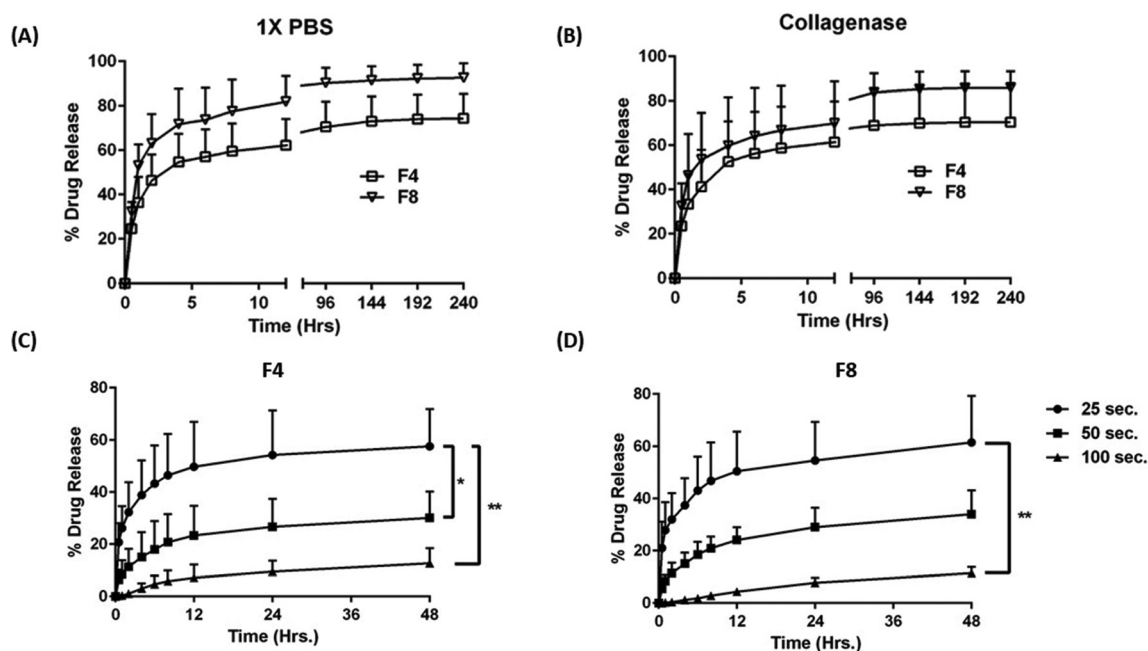 (A)
1X PBS
% Drug Release
100
80
60
40
20
0
F4
F8
0 5 10 96 144 192 240
Time (Hrs)
(B)
Collagenase
% Drug Release
100
80
60
40
20
0
F4
F8
0 5 10 96 144 192 240
Time (Hrs)
(C)
F4
% Drug Release
80
60
40
20
0
*
**
0 12 24 36 48
Time (Hrs.)
(D)
F8
% Drug Release
80
60
40
20
0
**
0 12 24 36 48
Time (Hrs.)
25 sec.
50 sec.
100 sec.